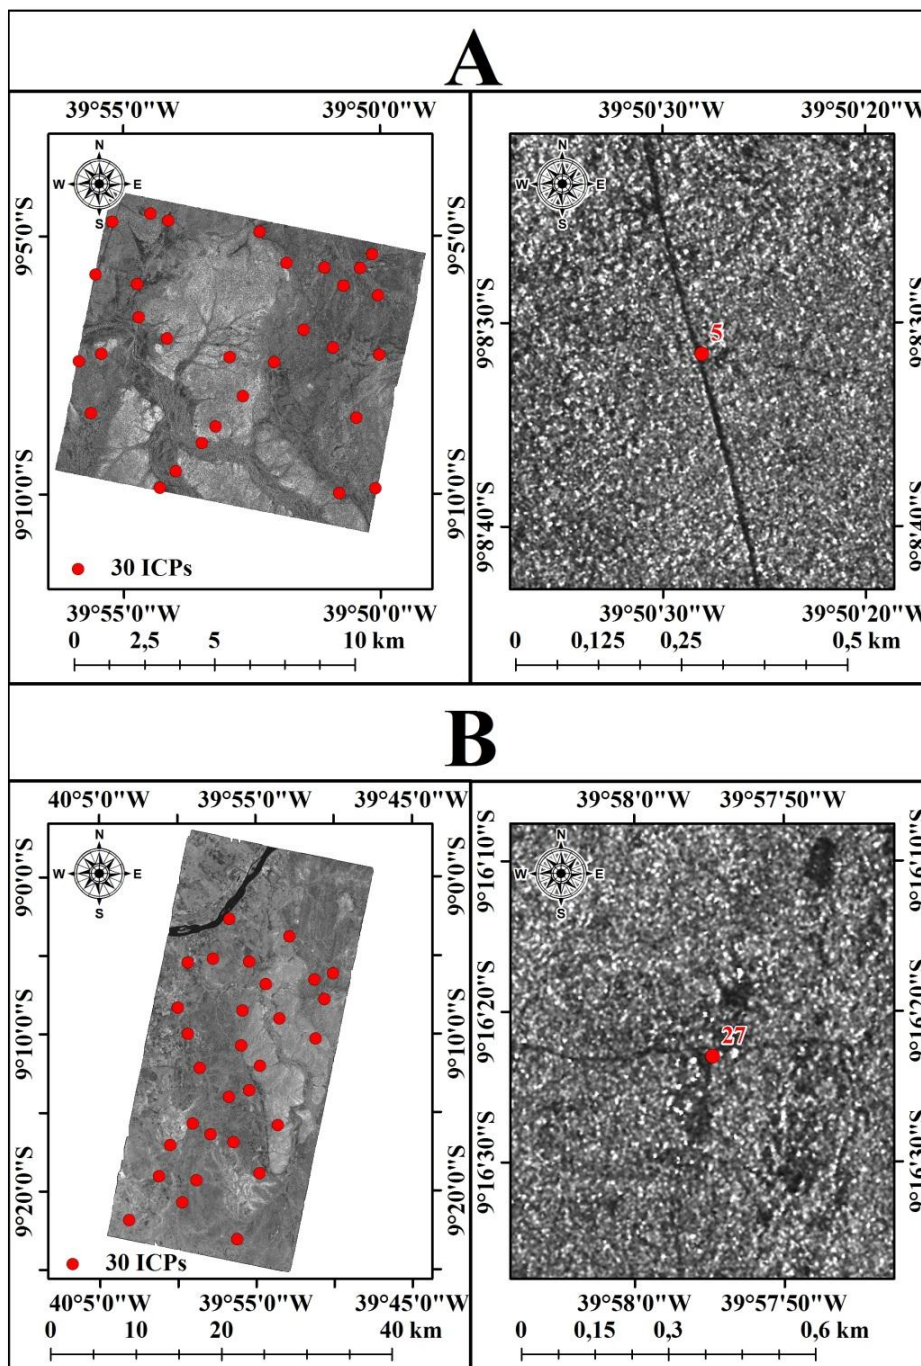 A
39°55'0"W 39°50'0"W
N
W E
S
9°5'0"S 9°5'0"S
9°10'0"S 9°10'0"S
30 ICPs
39°55'0"W 39°50'0"W
0 2,5 5 10 km
39°50'30"W 39°50'20"W
N
W E
S
5
9°8'30"S 9°8'30"S
9°8'40"S 9°8'40"S
39°50'30"W 39°50'20"W
0 0,125 0,25 0,5 km
B
40°5'0"W 39°55'0"W 39°45'0"W
N
W E
S
9°0'0"S 9°0'0"S
9°10'0"S 9°10'0"S
9°20'0"S 9°20'0"S
30 ICPs
40°5'0"W 39°55'0"W 39°45'0"W
0 10 20 40 km
39°58'0"W 39°57'50"W
N
W E
S
9°16'10"S 9°16'10"S
9°16'20"S 9°16'20"S
27
9°16'30"S 9°16'30"S
39°58'0"W 39°57'50"W
0 0,15 0,3 0,6 km